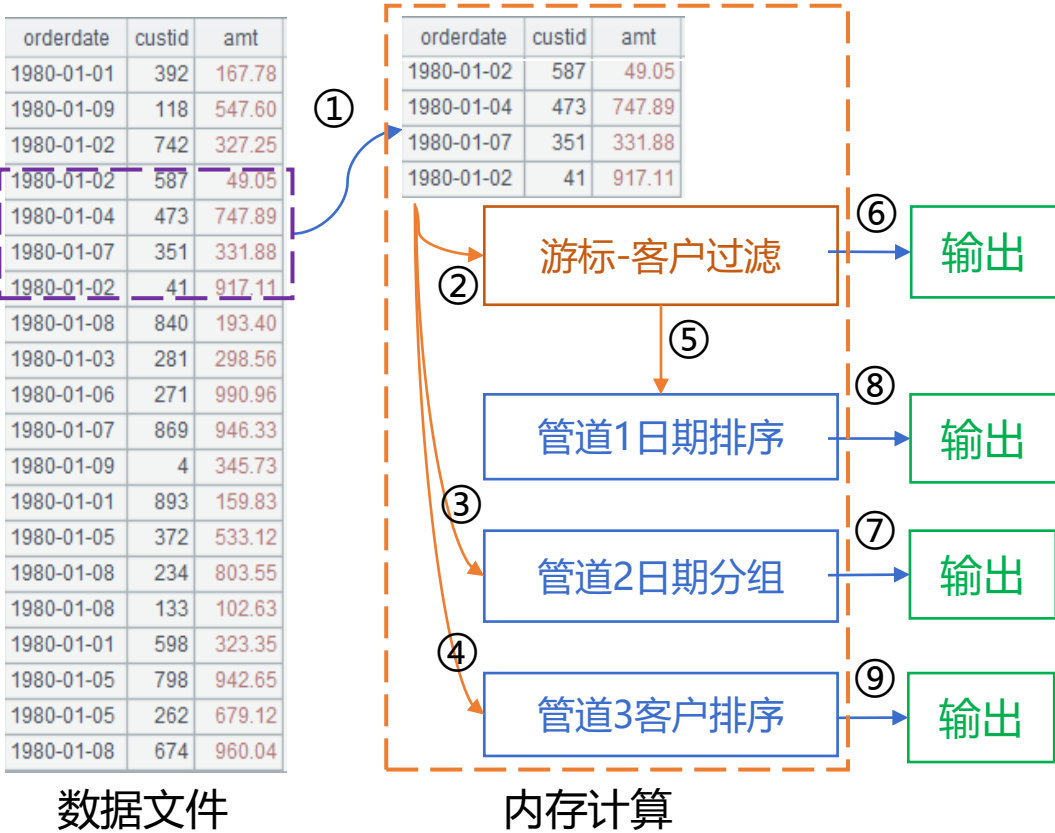 orderdate custid amt
1980-01-01 392 167.78
1980-01-09 118 547.60
1980-01-02 742 327.25
1980-01-02 587 49.05
1980-01-04 473 747.89
1980-01-07 351 331.88
1980-01-02 41 917.11
1980-01-08 840 193.40
1980-01-03 281 298.56
1980-01-06 271 990.96
1980-01-07 869 946.33
1980-01-09 4 345.73
1980-01-01 893 159.83
1980-01-05 372 533.12
1980-01-08 234 803.55
1980-01-08 133 102.63
1980-01-01 598 323.35
1980-01-05 798 942.65
1980-01-05 262 679.12
1980-01-08 674 960.04
数据文件
①
orderdate custid amt
1980-01-02 587 49.05
1980-01-04 473 747.89
1980-01-07 351 331.88
1980-01-02 41 917.11
②
游标-客户过滤
⑥
输出
⑤
管道1日期排序
⑧
输出
③
管道2日期分组
⑦
输出
④
管道3客户排序
⑨
输出
内存计算